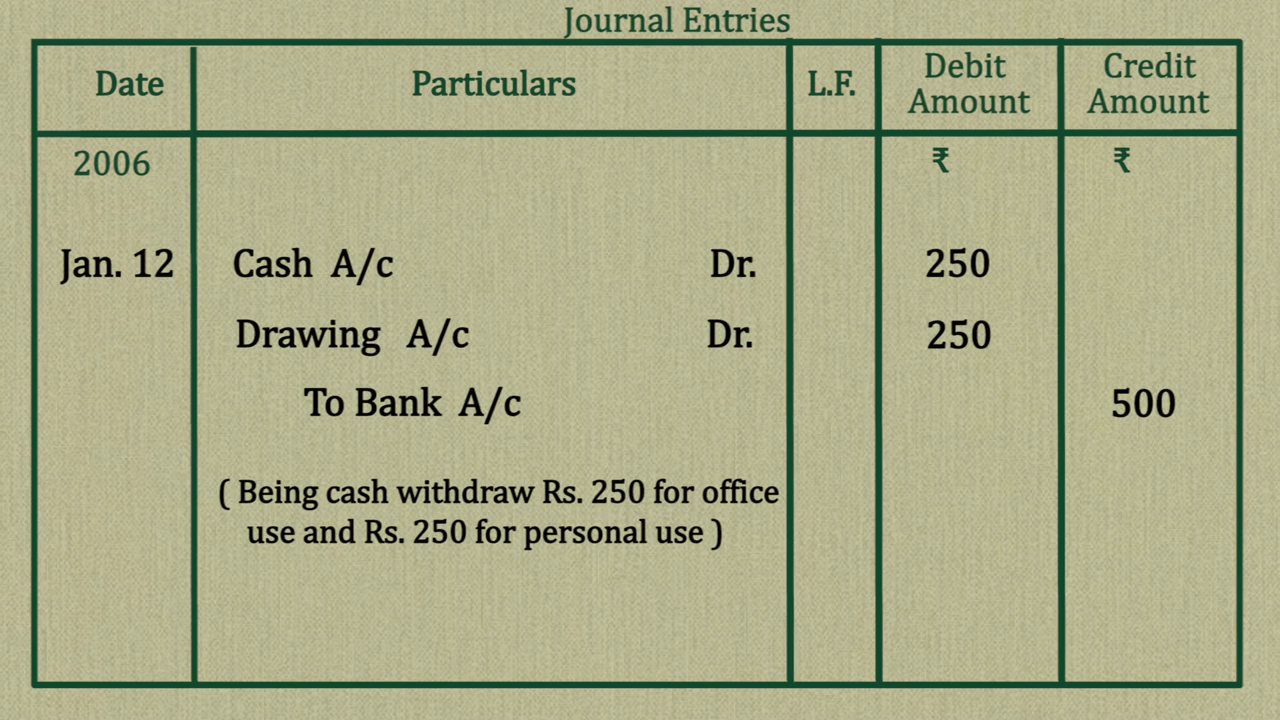 Journal Entries
Date Particulars L.F. Debit Amount Credit Amount
2006 ₹ ₹
Jan. 12 Cash A/c Dr. 250
Drawing A/c Dr. 250
To Bank A/c 500
( Being cash withdraw Rs. 250 for office
use and Rs. 250 for personal use )